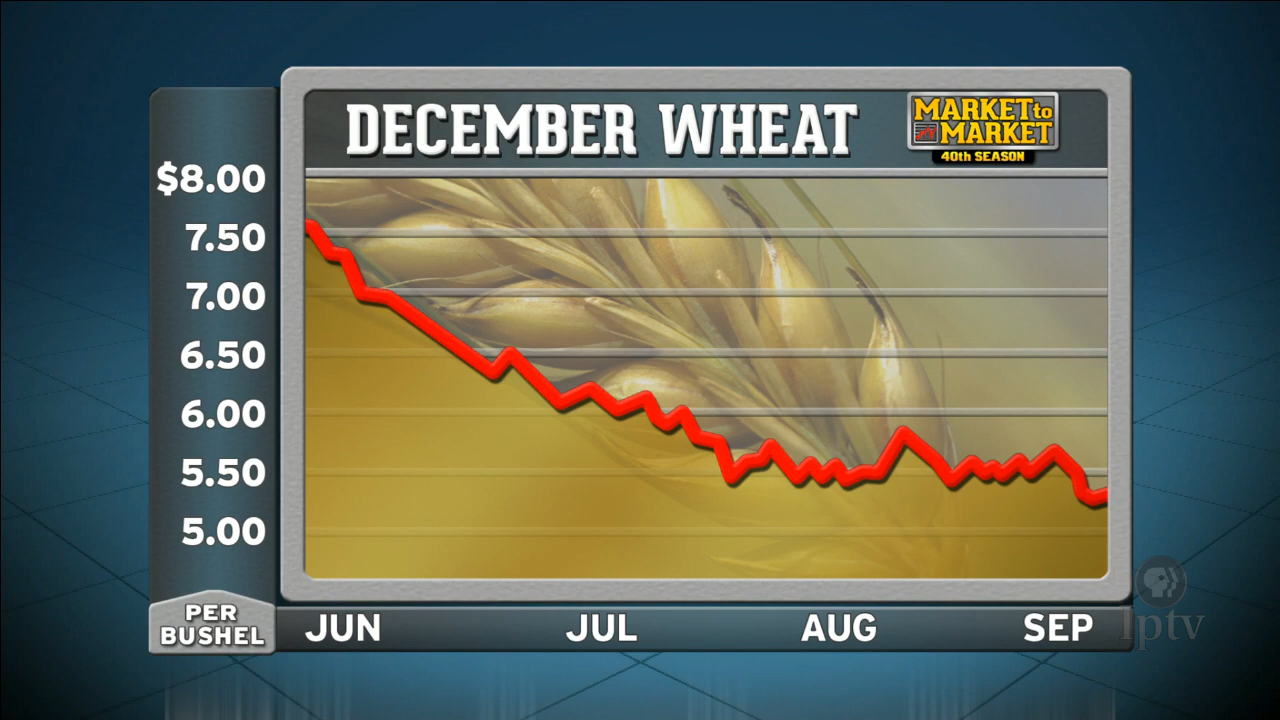 DECEMBER WHEAT
MARKET to
MARKET
40th SEASON
$8.00
7.50
7.00
6.50
6.00
5.50
5.00
PER
BUSHEL
JUN JUL AUG SEP
Iptv